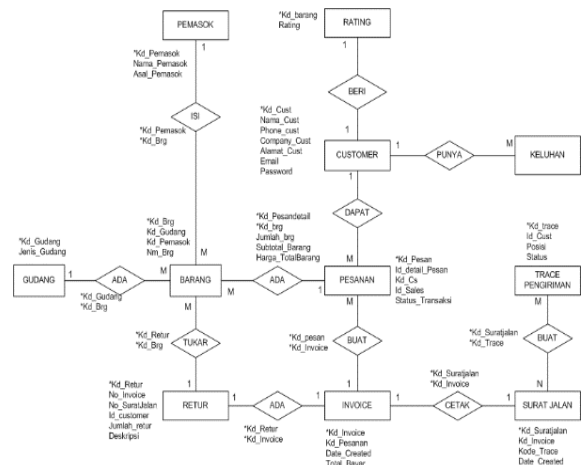 PEMASOK
*Kd_Pemasok
Nama_Pemasok
Asal_Pemasok
1
ISI
*Kd_Pemasok
*Kd_Brg
M
*Kd_barang
Rating
RATING
1
BERI
1
*Kd_Cust
Nama_Cust
Phone_cust
Company_Cust
Alamat_Cust
Email
Password
CUSTOMER
1
PUNYA
M
KELUHAN
1
DAPAT
M
*Kd_Gudang
Jenis_Gudang
GUDANG
1
ADA
M
*Kd_Gudang
*Kd_Brg
*Kd_Brg
Kd_Gudang
Kd_Pemasok
Nm_Brg
BARANG
M
ADA
1
*Kd_Pesandetail
*Kd_brg
Jumlah_brg
Subtotal_Barang
Harga_TotalBarang
PESANAN
*Kd_Pesan
Id_detail_Pesan
Kd_Cs
Id_Sales
Status_Transaksi
*Kd_trace
Id_Cust
Posisi
Status
TRACE
PENGIRIMAN
M
BUAT
*Kd_Suratjalan
*Kd_Trace
N
M
TUKAR
*Kd_Retur
*Kd_Brg
1
M
BUAT
*Kd_pesan
*Kd_Invoice
1
*Kd_Retur
No_Invoice
No_SuratJalan
Id_customer
Jumlah_retur
Deskripsi
RETUR
1
ADA
1
*Kd_Retur
*Kd_Invoice
INVOICE
*Kd_Invoice
Kd_Pesanan
Date_Created
Total_Bayar
1
CETAK
1
*Kd_Suratjalan
*Kd_Invoice
SURAT JALAN
*Kd_Suratjalan
Kd_Invoice
Kode_Trace
Date_Created